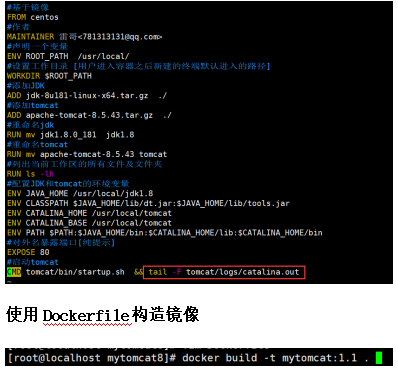 #基于镜像
FROM centos
#作者
MAINTAINER 雷哥<781313131@qq.com>
#声明一个变量
ENV ROOT_PATH /usr/local/
#设置工作目录 [用户进入容器之后新建的终端默认进入的路径]
WORKDIR $ROOT_PATH
#添加JDK
ADD jdk-8u181-linux-x64.tar.gz ./
#添加tomcat
ADD apache-tomcat-8.5.43.tar.gz ./
#重命名jdk
RUN mv jdk1.8.0_181 jdk1.8
#重命名tomcat
RUN mv apache-tomcat-8.5.43 tomcat
#列出当前工作区的所有文件及文件夹
RUN ls -lh
#配置JDK和tomcat的环境变量
ENV JAVA_HOME /usr/local/jdk1.8
ENV CLASSPATH $JAVA_HOME/lib/dt.jar:$JAVA_HOME/lib/tools.jar
ENV CATALINA_HOME /usr/local/tomcat
ENV CATALINA_BASE /usr/local/tomcat
ENV PATH $PATH:$JAVA_HOME/bin:$CATALINA_HOME/lib:$CATALINA_HOME/bin
#对外名暴露端口[纯提示]
EXPOSE 80
#启动tomcat
CMD tomcat/bin/startup.sh && tail -F tomcat/logs/catalina.out
使用Dockerfile构造镜像
[root@localhost mytomcat8]# docker build -t mytomcat:1.1 .